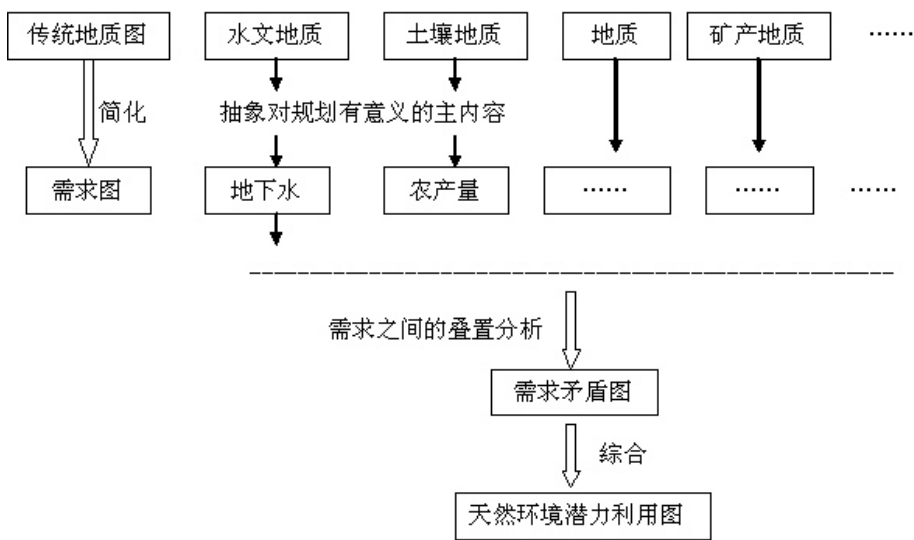 传统地质图 水文地质 土壤地质 地质 矿产地质 ……
简化 抽象对规划有意义的主内容
需求图 地下水 农产量 …… …… ……
需求之间的叠置分析
需求矛盾图
综合
天然环境潜力利用图